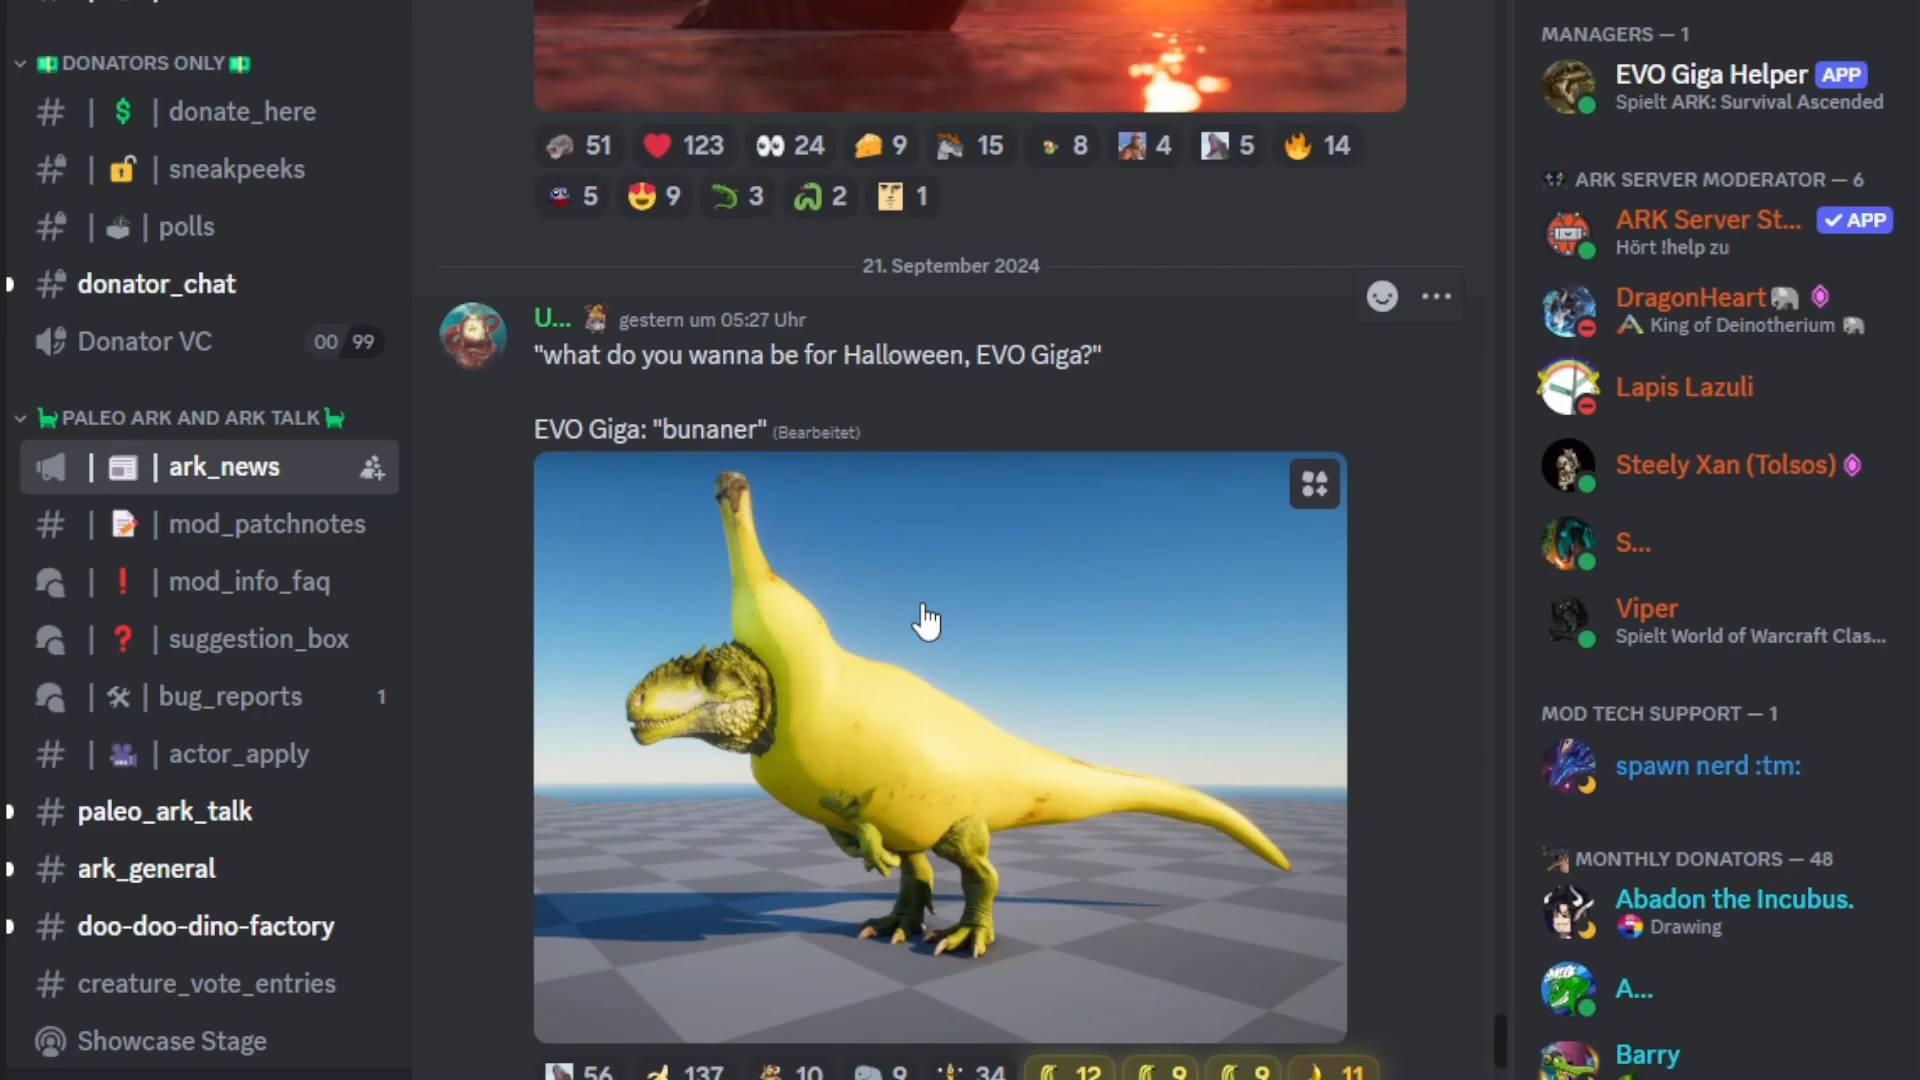 DONATORS ONLY
donate_here
sneakpeeks
polls
donator_chat
Donator VC
00 99
PALEO ARK AND ARK TALK
ark_news
mod_patchnotes
mod_info_faq
suggestion_box
bug_reports
1
actor_apply
paleo_ark_talk
ark_general
doo-doo-dino-factory
creature_vote_entries
Showcase Stage
51 123 24 9 15 8 4 5 14
5 9 3 2 1
21. September 2024
U... gestern um 05:27 Uhr
"what do you wanna be for Halloween, EVO Giga?"
EVO Giga: "bunaner" (Bearbeitet)
56 137 10 9 34 12 9 9 11
MANAGERS — 1
EVO Giga Helper APP
Spielt ARK: Survival Ascended
ARK SERVER MODERATOR — 6
ARK Server St... APP
Hört !help zu
DragonHeart
King of Deinotherium
Lapis Lazuli
Steely Xan (Tolsos)
S...
Viper
Spielt World of Warcraft Clas...
MOD TECH SUPPORT — 1
spawn nerd :tm:
MONTHLY DONATORS — 48
Abadon the Incubus.
Drawing
A...
Barry